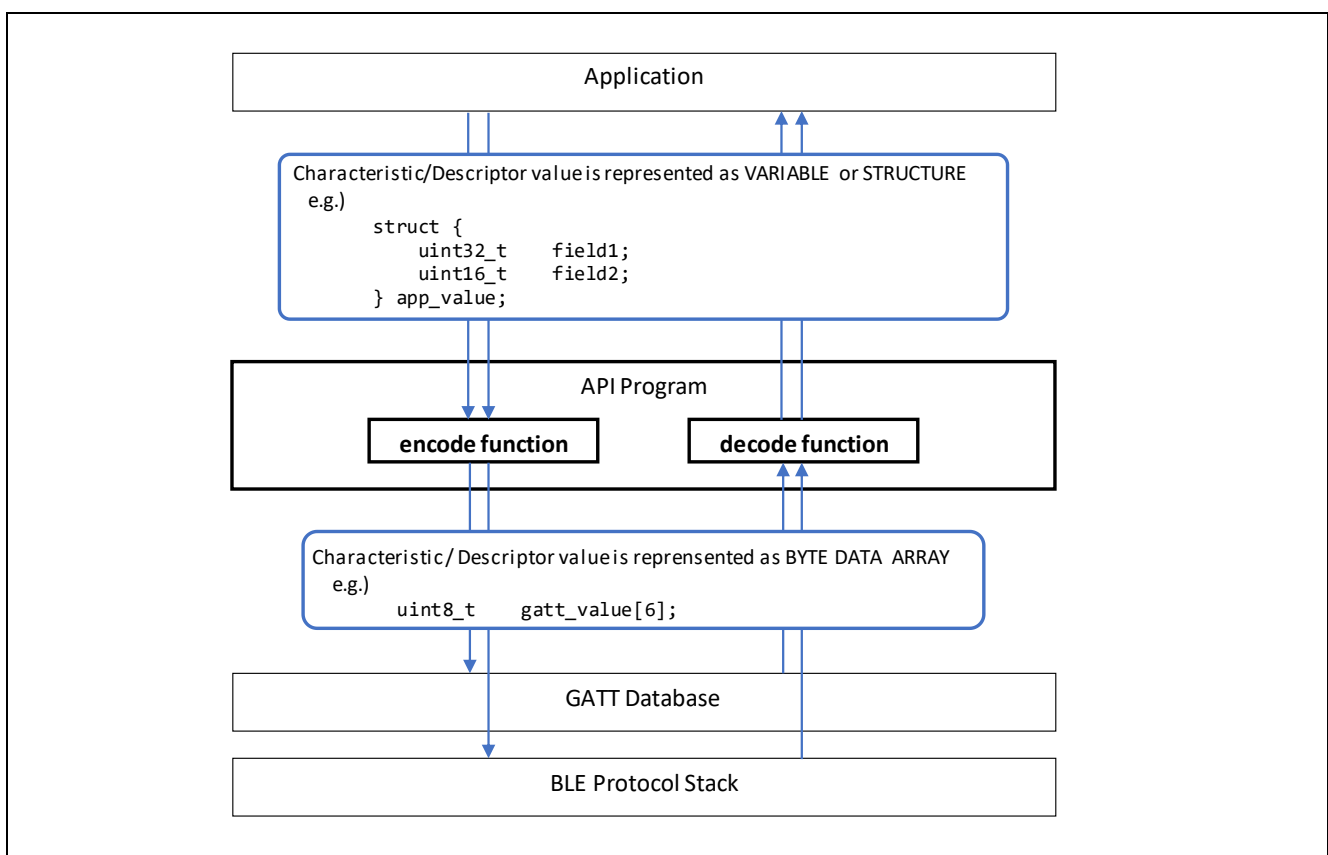 Application
Characteristic/Descriptor value is represented as VARIABLE or STRUCTURE
e.g.)
struct {
uint32_t field1;
uint16_t field2;
} app_value;
API Program
encode function decode function
Characteristic / Descriptor value is reprensented as BYTE DATA ARRAY
e.g.)
uint8_t gatt_value[6];
GATT Database
BLE Protocol Stack